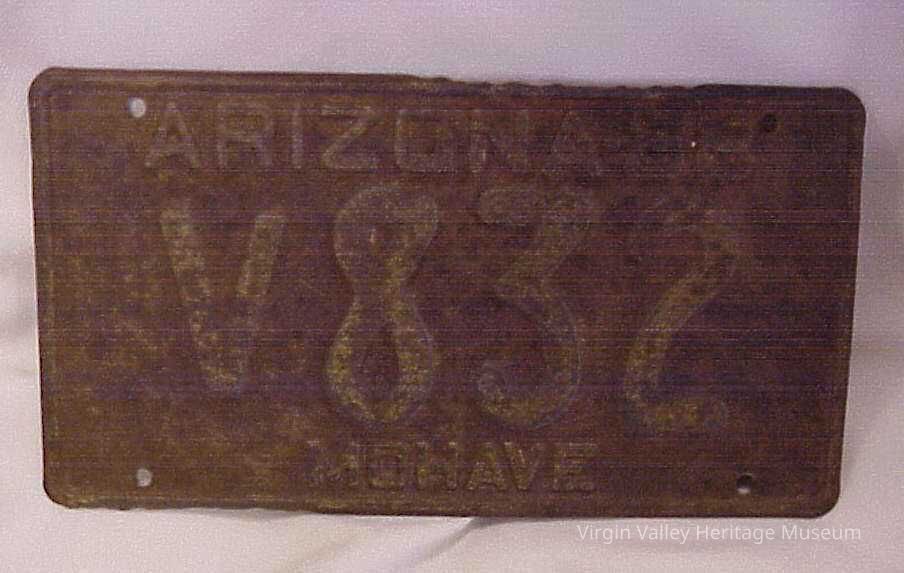 ARIZONA
V832
MOHAVE
Virgin Valley Heritage Museum